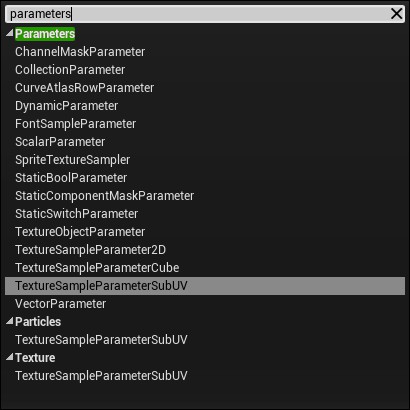 parameters
Parameters
ChannelMaskParameter
CollectionParameter
CurveAtlasRowParameter
DynamicParameter
FontSampleParameter
ScalarParameter
SpriteTextureSampler
StaticBoolParameter
StaticComponentMaskParameter
StaticSwitchParameter
TextureObjectParameter
TextureSampleParameter2D
TextureSampleParameterCube
TextureSampleParameterSubUV
VectorParameter
Particles
TextureSampleParameterSubUV
Texture
TextureSampleParameterSubUV